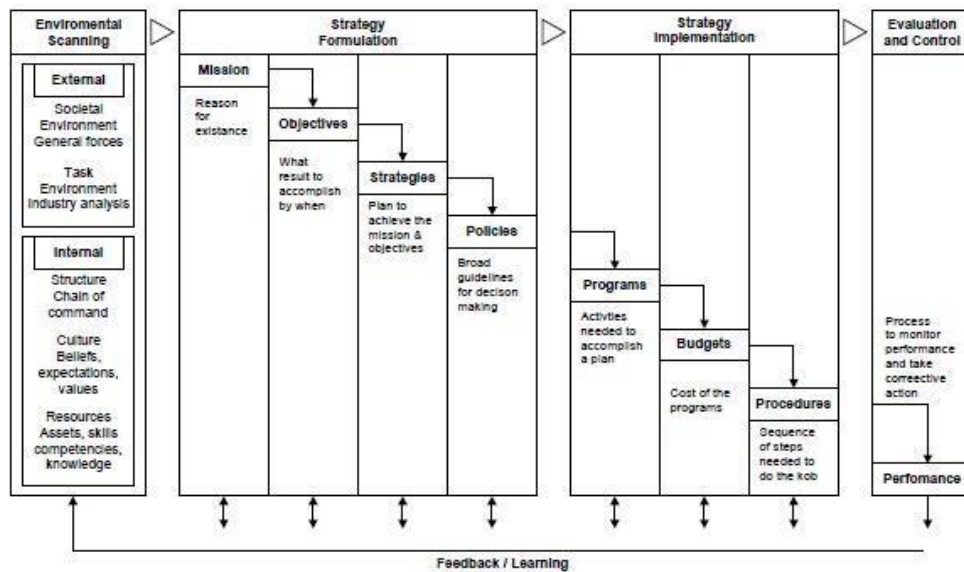 Enviromental
Scanning
Strategy
Formulation
Strategy
Implementation
Evaluation
and Control
External
Societal
Environment
General forces
Task
Environment
Industry analysis
Internal
Structure
Chain of
command
Culture
Beliefs,
expectations,
values
Resources
Assets, skills
competencies,
knowledge
Mission
Reason
for
existance
Objectives
What
result to
accomplish
by when
Strategies
Plan to
achieve the
mission &
objectives
Policies
Broad
guidelines
for decison
making
Programs
Activties
needed to
accomplish
a plan
Budgets
Cost of the
programs
Procedures
Sequence
of steps
needed to
do the kob
Process
to monitor
performance
and take
correective
action
Perfomance
Feedback / Learning